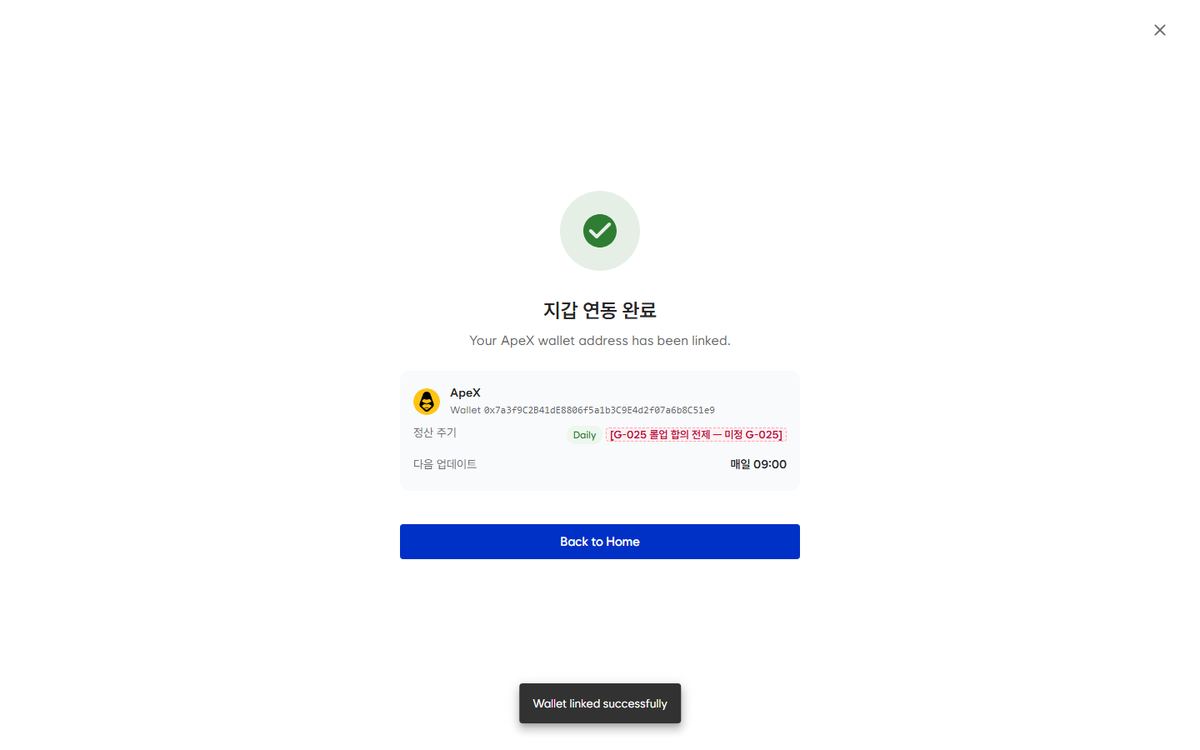 지갑 연동 완료
Your ApeX wallet address has been linked.
ApeX
Wallet 0x7a3f9C2B41dE8806f5a1b3C9E4d2f07a6b8C51e9
정산 주기 Daily [G-025 롤업 합의 전제 — 미정 G-025]
다음 업데이트 매일 09:00
Back to Home
Wallet linked successfully